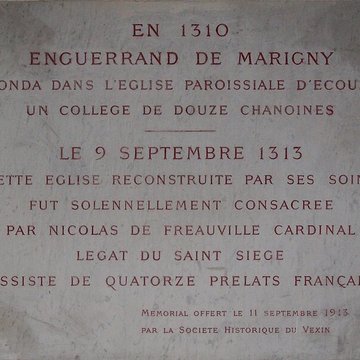 EN 1310
ENGUERRAND DE MARIGNY
ONDA DANS L'EGLISE PAROISSIALE D'ECOU
UN COLLEGE DE DOUZE CHANOINES
LE 9 SEPTEMBRE 1313
ETTE EGLISE RECONSTRUITE PAR SES SOIN
FUT SOLENNELLEMENT CONSACREE
PAR NICOLAS DE FREAUVILLE CARDINAL
LEGAT DU SAINT SIEGE
SSISTE DE QUATORZE PRELATS FRANÇA
MEMORIAL OFFERT LE 11 SEPTEMBRE 1913
PAR LA SOCIETE HISTORIQUE DU VEXIN